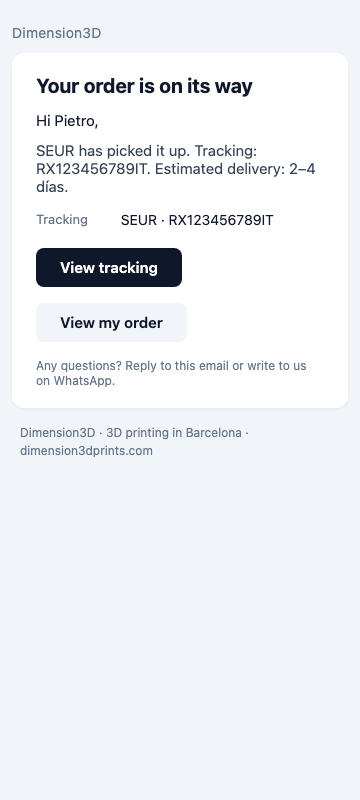 Dimension3D
Your order is on its way
Hi Pietro,
SEUR has picked it up. Tracking:
RX123456789IT. Estimated delivery: 2–4
días.
Tracking SEUR · RX123456789IT
View tracking
View my order
Any questions? Reply to this email or write to us
on WhatsApp.
Dimension3D · 3D printing in Barcelona ·
dimension3dprints.com